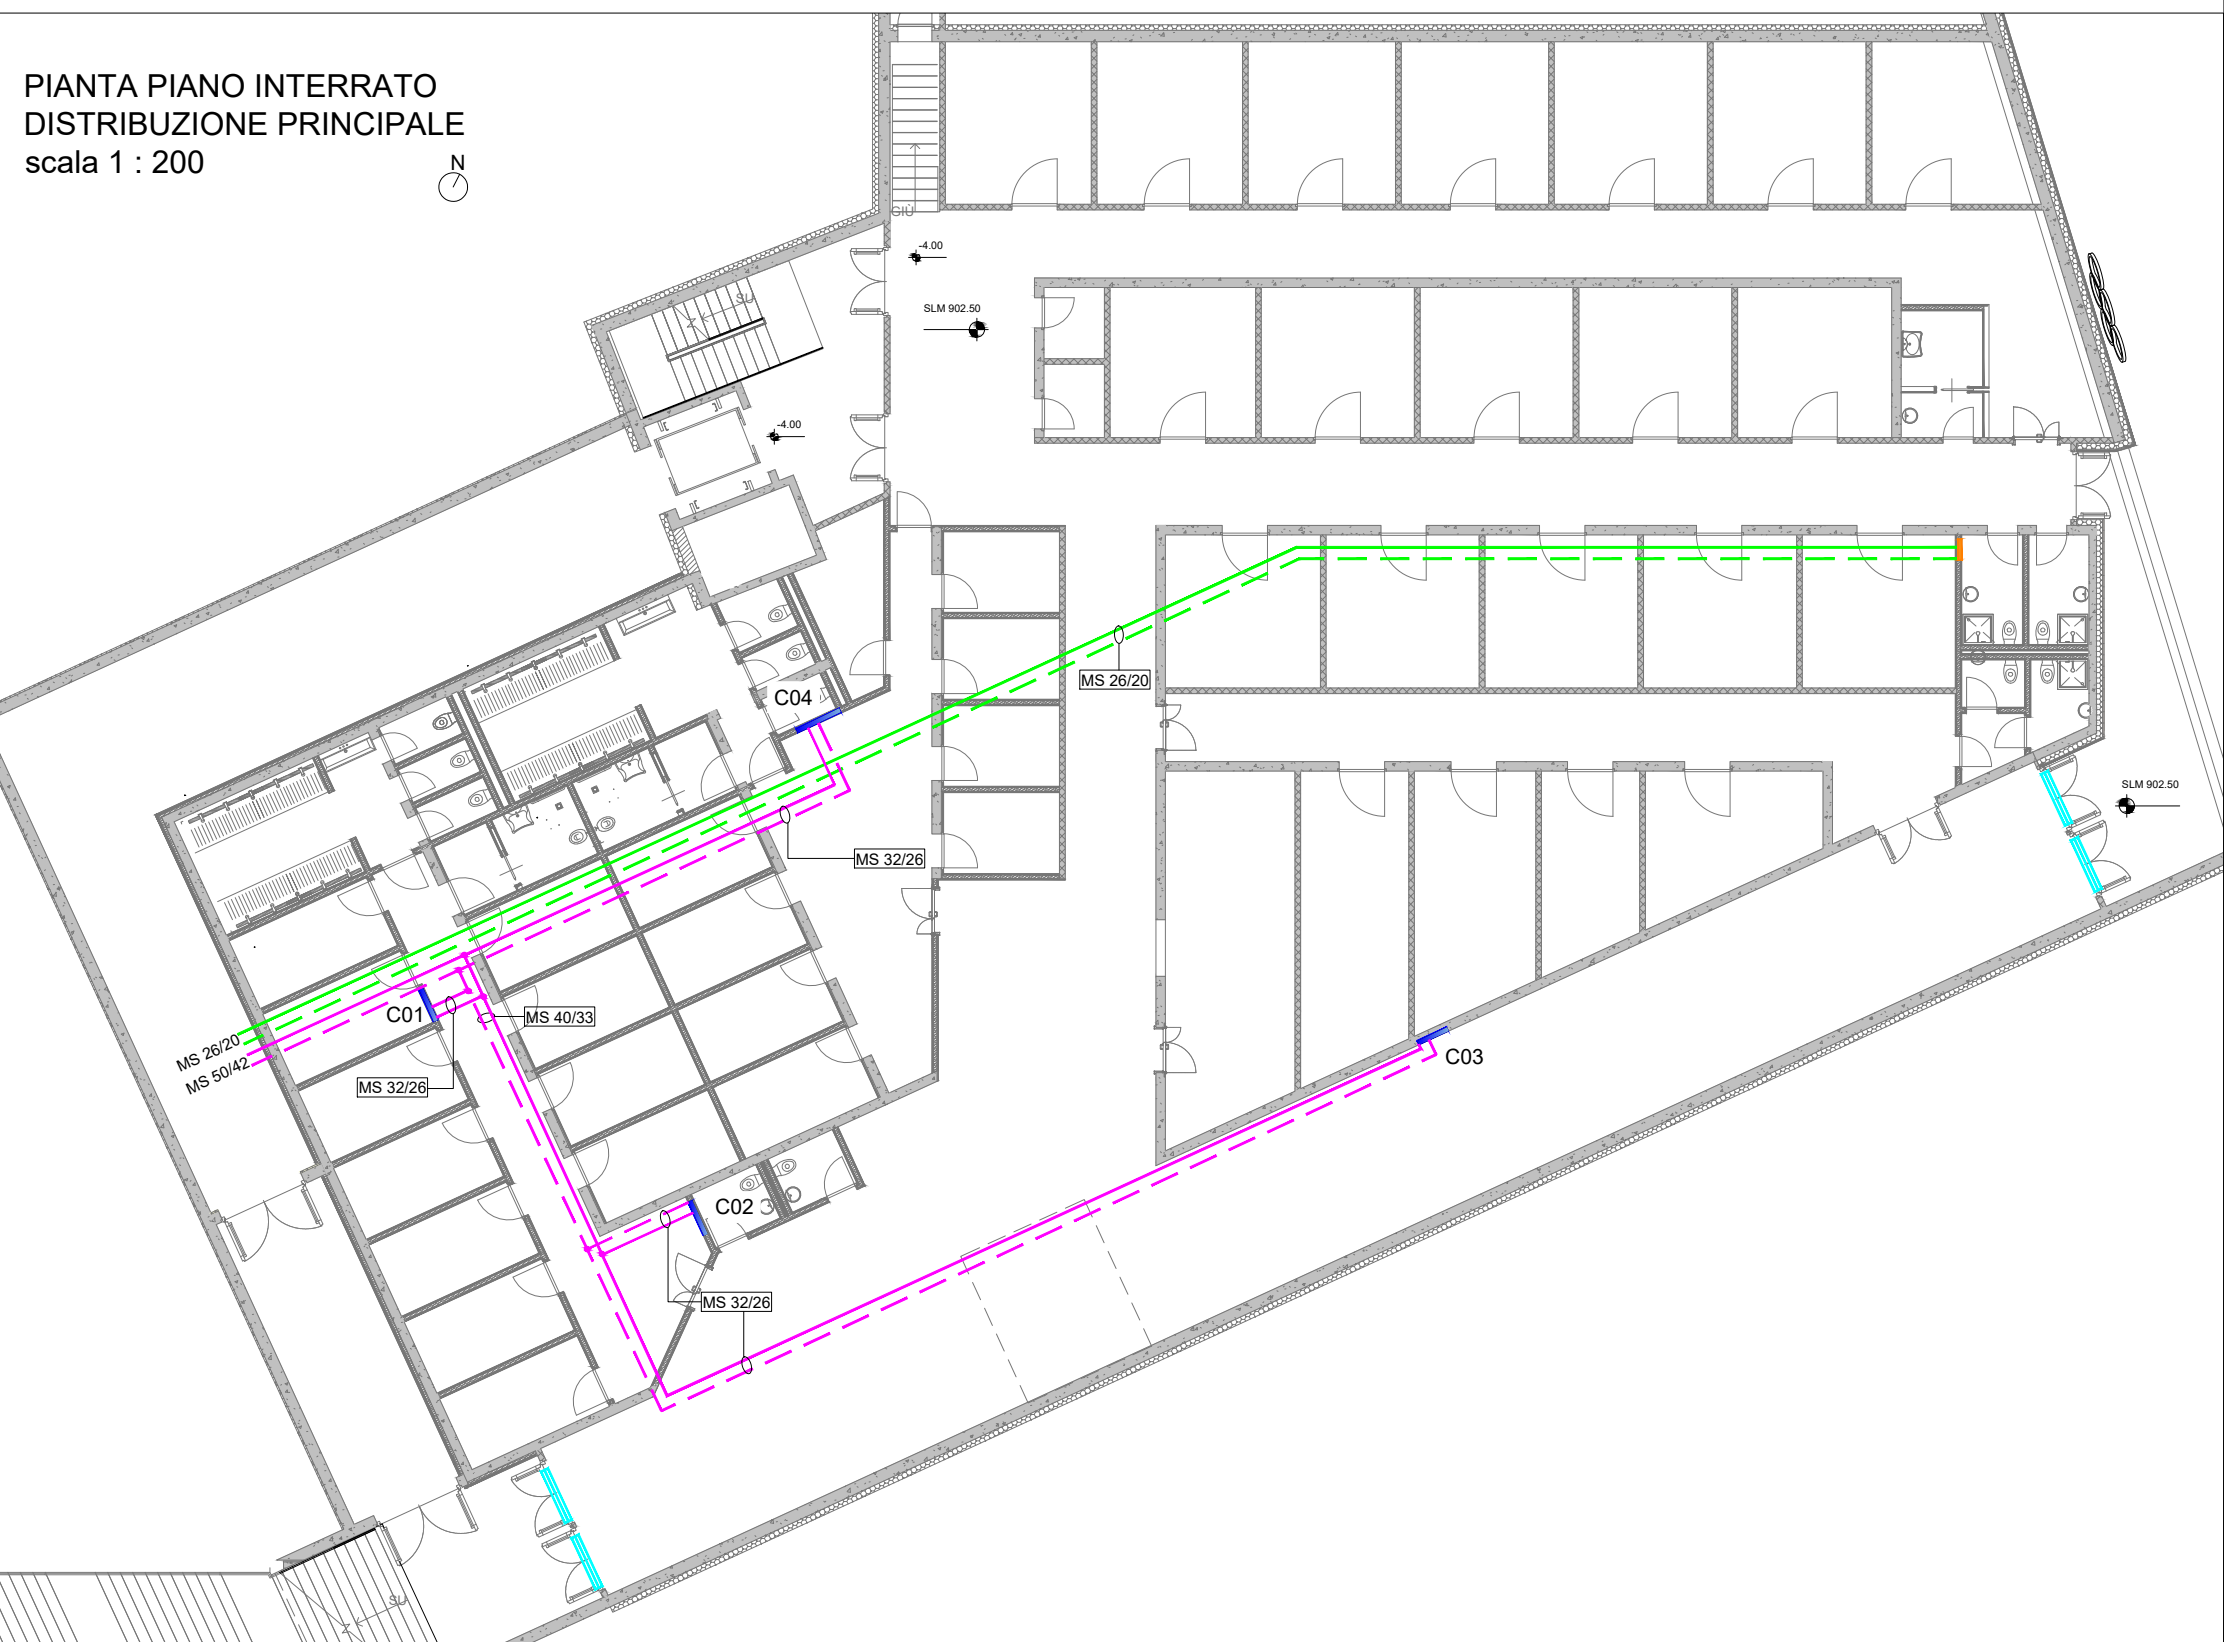 PIANTA PIANO INTERRATO
DISTRIBUZIONE PRINCIPALE
scala 1 : 200
N
GIÙ
-4.00
SU
SLM 902.50
-4.00
MS 26/20
C04
SLM 902.50
MS 32/26
C01
MS 40/33
MS 26/20
MS 50/42
MS 32/26
C03
C02
MS 32/26
SU